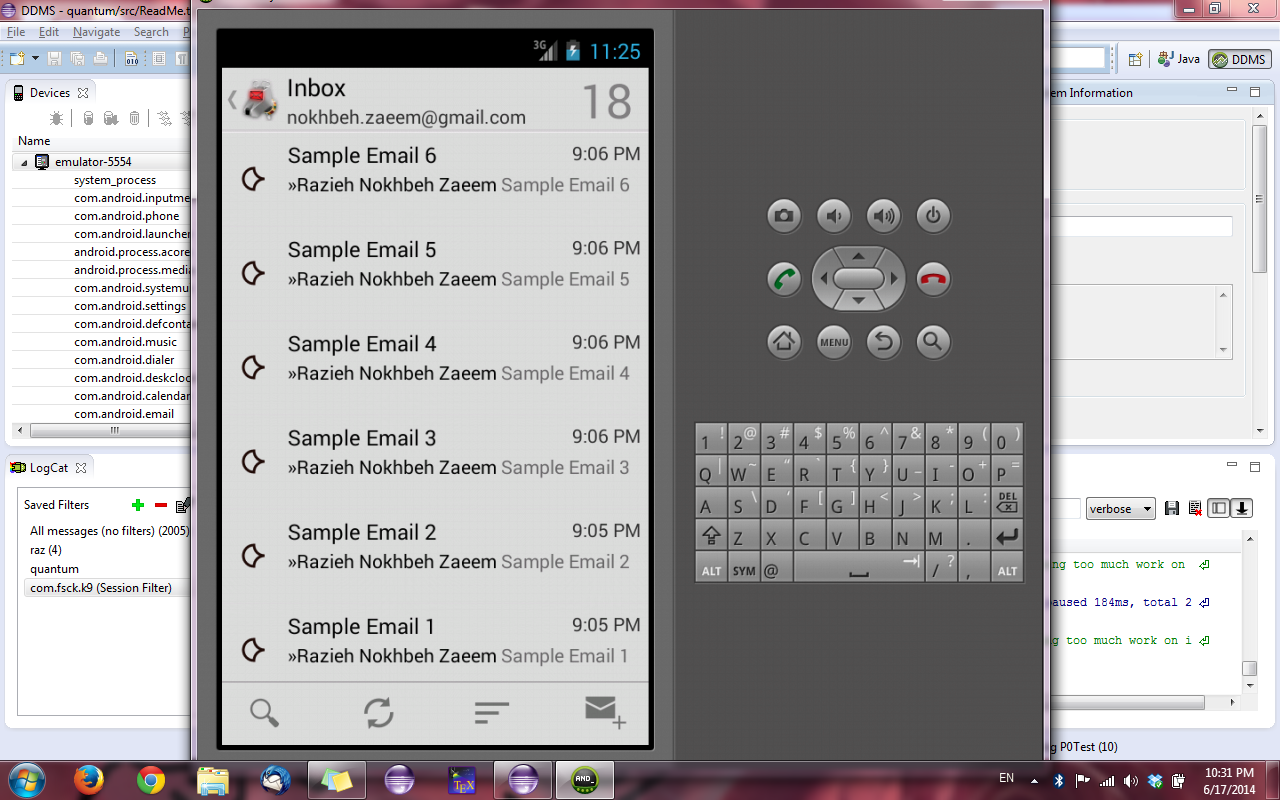 DDMS - quantum/src/ReadMe.t
File Edit Navigate Search P
Java DDMS
Devices
Name
emulator-5554
system_process
com.android.inputme
com.android.phone
com.android.launcher
android.process.acore
android.process.media
com.android.systemu
com.android.settings
com.android.defconta
com.android.music
com.android.dialer
com.android.deskclo
com.android.calendar
com.android.email
LogCat
Saved Filters
All messages (no filters) (2005)
raz (4)
quantum
com.fsck.k9 (Session Filter)
3G 11:25
Inbox
nokhbeh.zaeem@gmail.com
18
Sample Email 6 9:06 PM
»Razieh Nokhbeh Zaeem Sample Email 6
Sample Email 5 9:06 PM
»Razieh Nokhbeh Zaeem Sample Email 5
Sample Email 4 9:06 PM
»Razieh Nokhbeh Zaeem Sample Email 4
Sample Email 3 9:06 PM
»Razieh Nokhbeh Zaeem Sample Email 3
Sample Email 2 9:05 PM
»Razieh Nokhbeh Zaeem Sample Email 2
Sample Email 1 9:05 PM
»Razieh Nokhbeh Zaeem Sample Email 1
MENU
1 ! 2 @ 3 # 4 $ 5 % 6 ^ 7 & 8 * 9 ( 0 )
Q | W ~ E " R ` T { Y } U _ I - O + P =
A S \ D ' F [ G ] H < J > K ; L : DEL
Z X C V B N M .
ALT SYM @ / ? , ALT
em Information
verbose
ng too much work on
paused 184ms, total 2
ng too much work on i
g P0Test (10)
TEX
AND_
EN
10:31 PM
6/17/2014